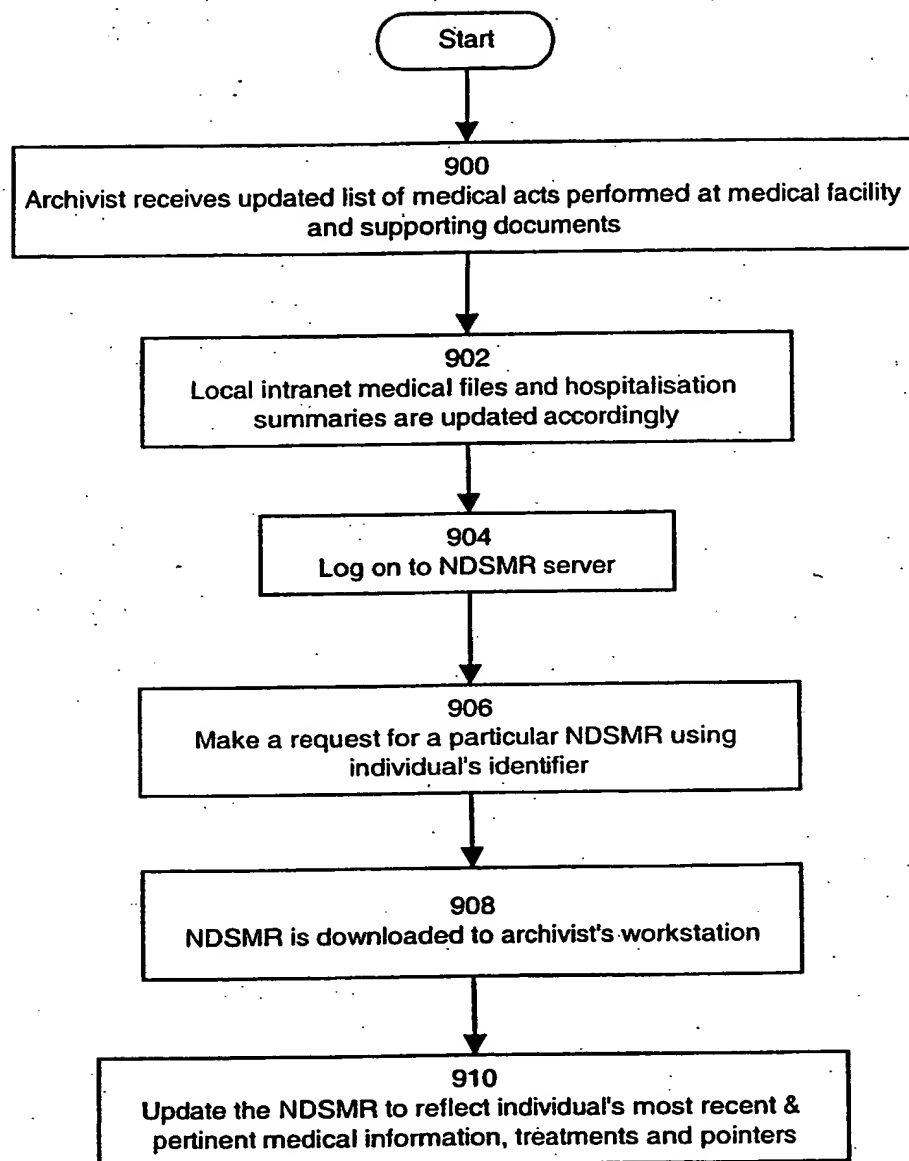 Start
900
Archivist receives updated list of medical acts performed at medical facility
and supporting documents
902
Local intranet medical files and hospitalisation
summaries are updated accordingly
904
Log on to NDSMR server
906
Make a request for a particular NDSMR using
individual's identifier
908
NDSMR is downloaded to archivist's workstation
910
Update the NDSMR to reflect individual's most recent &
pertinent medical information, treatments and pointers